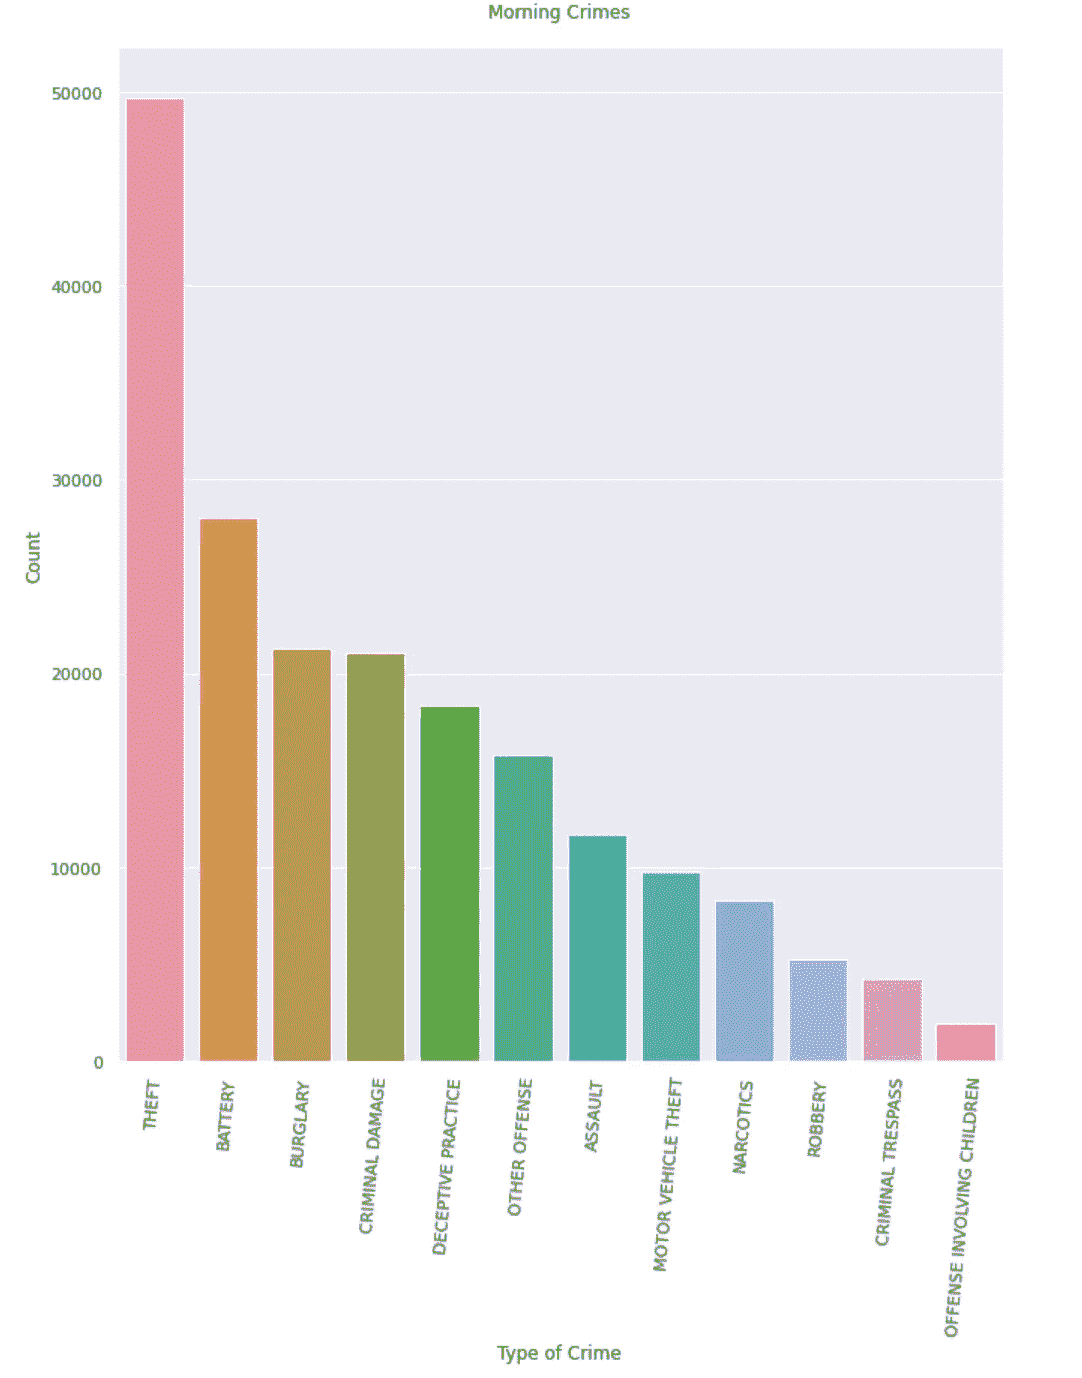 Morning Crimes
50000
40000
30000
20000
10000
0
Count
THEFT
BATTERY
BURGLARY
CRIMINAL DAMAGE
DECEPTIVE PRACTICE
OTHER OFFENSE
ASSAULT
MOTOR VEHICLE THEFT
NARCOTICS
ROBBERY
CRIMINAL TRESPASS
OFFENSE INVOLVING CHILDREN
Type of Crime